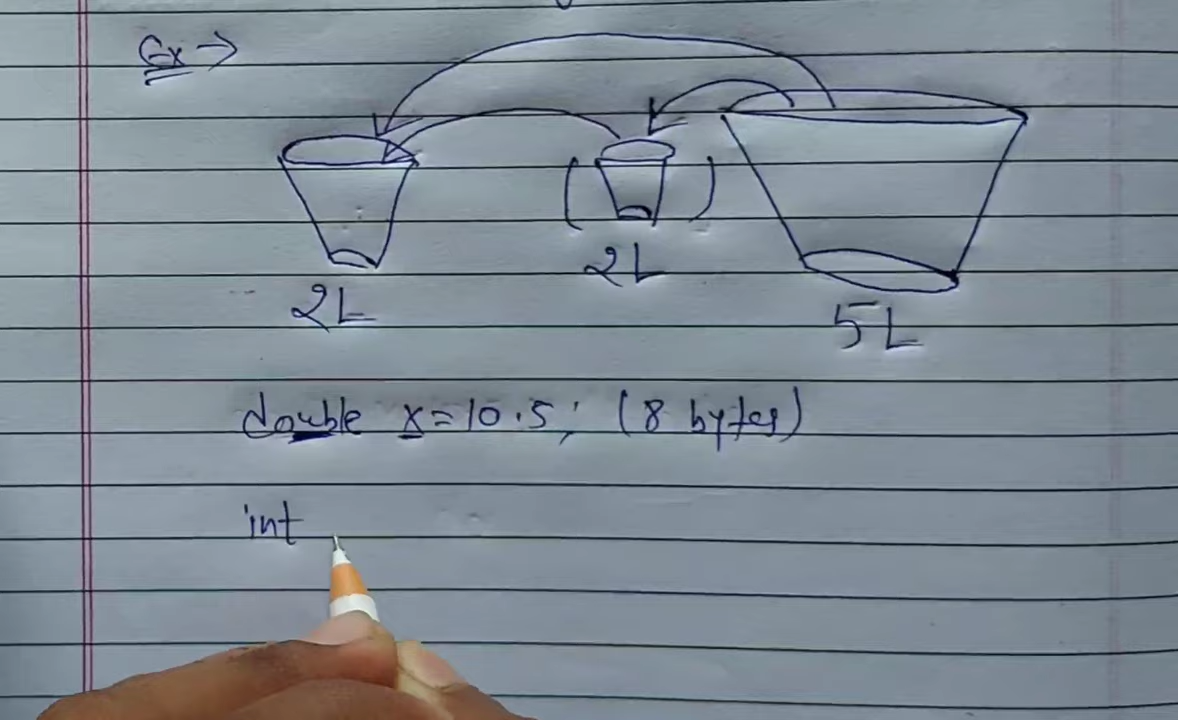 Ex →
( )
2L
2L
5L
double x=10.5; (8 bytes)
int